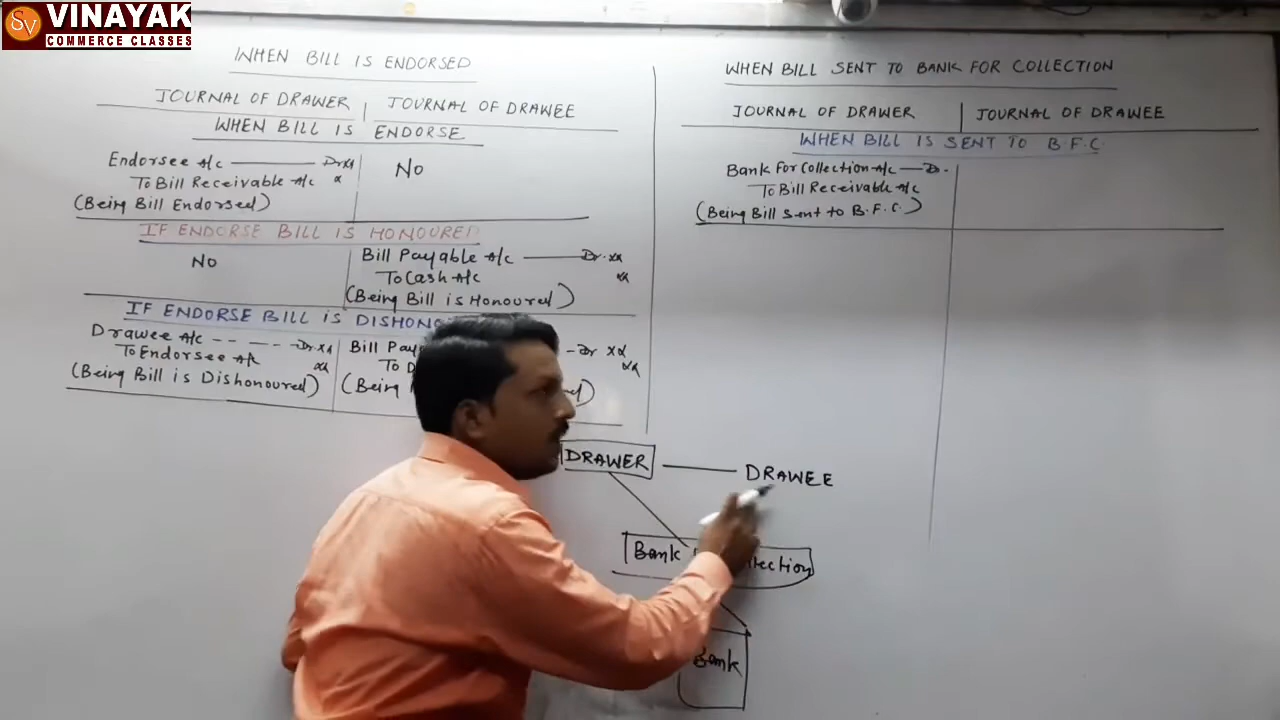 SV VINAYAK
COMMERCE CLASSES
WHEN BILL IS ENDORSED
JOURNAL OF DRAWER
JOURNAL OF DRAWEE
WHEN BILL IS ENDORSE
Endorsee A/c Dr xx
To Bill Receivable A/c x
(Being Bill Endorsed)
NO
IF ENDORSE BILL IS HONOURED
NO
Bill Payable A/c Dr. xx
To Cash A/c xx
(Being Bill is Honoured)
IF ENDORSE BILL IS
Drawee A/c -- -- - Dr. xx
To Endorsee A/c xx
(Being Bill is Dishonoured)
Bill - Dr xx
To xx
(Being
WHEN BILL SENT TO BANK FOR COLLECTION
JOURNAL OF DRAWER
JOURNAL OF DRAWEE
WHEN BILL IS SENT TO B.F.C.
Bank For Collection A/c Dr.
To Bill Receivable A/c
(Being Bill Sent to B.F.C.)
DRAWER DRAWEE
Bank
Bank